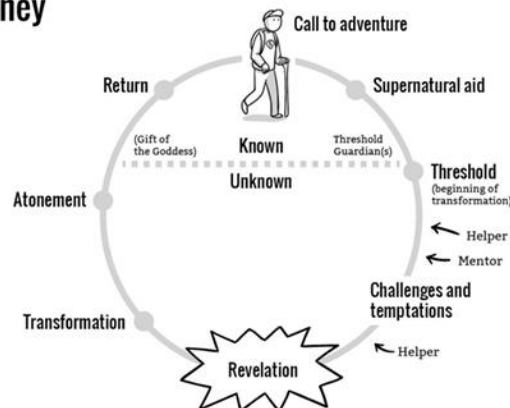 ney
Call to adventure
Return
Supernatural aid
(Gift of
the Goddess)
Known
Threshold
Guardian(s)
Unknown
Threshold
(beginning of
transformation)
Atonement
Helper
Mentor
Challenges and
temptations
Transformation
Helper
Revelation